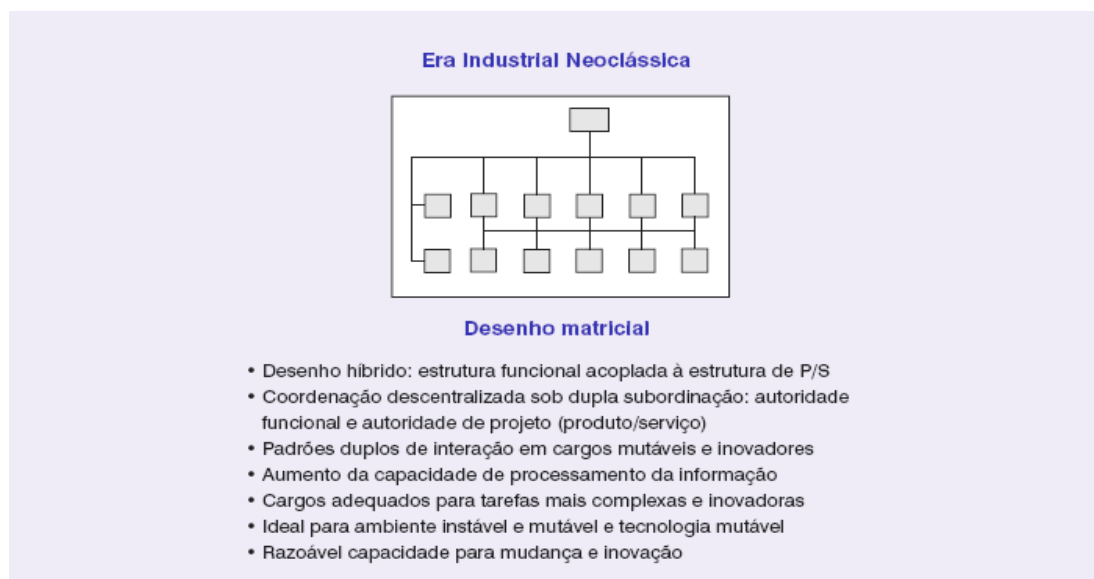 Era Industrial Neoclássica
Desenho matricial
• Desenho híbrido: estrutura funcional acoplada à estrutura de P/S
• Coordenação descentralizada sob dupla subordinação: autoridade
funcional e autoridade de projeto (produto/serviço)
• Padrões duplos de interação em cargos mutáveis e inovadores
• Aumento da capacidade de processamento da informação
• Cargos adequados para tarefas mais complexas e inovadoras
• Ideal para ambiente instável e mutável e tecnologia mutável
• Razoável capacidade para mudança e inovação